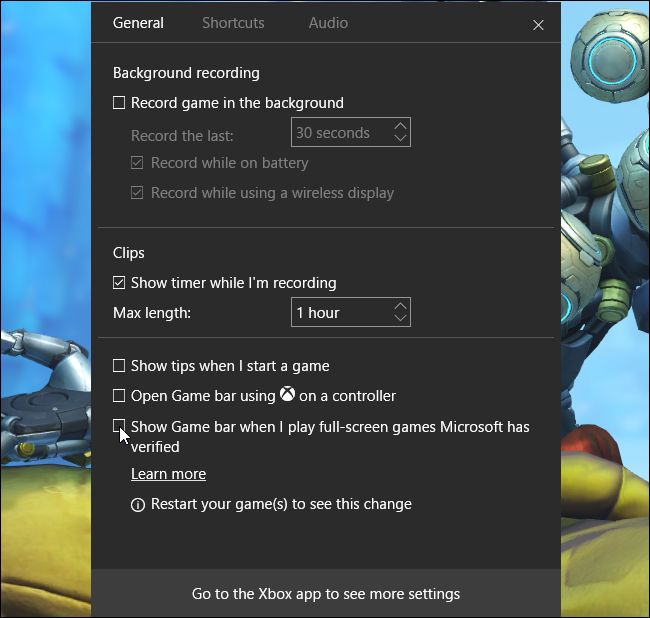 General Shortcuts Audio
Background recording
Record game in the background
Record the last: 30 seconds
Record while on battery
Record while using a wireless display
Clips
Show timer while I'm recording
Max length: 1 hour
Show tips when I start a game
Open Game bar using on a controller
Show Game bar when I play full-screen games Microsoft has
verified
Learn more
Restart your game(s) to see this change
Go to the Xbox app to see more settings